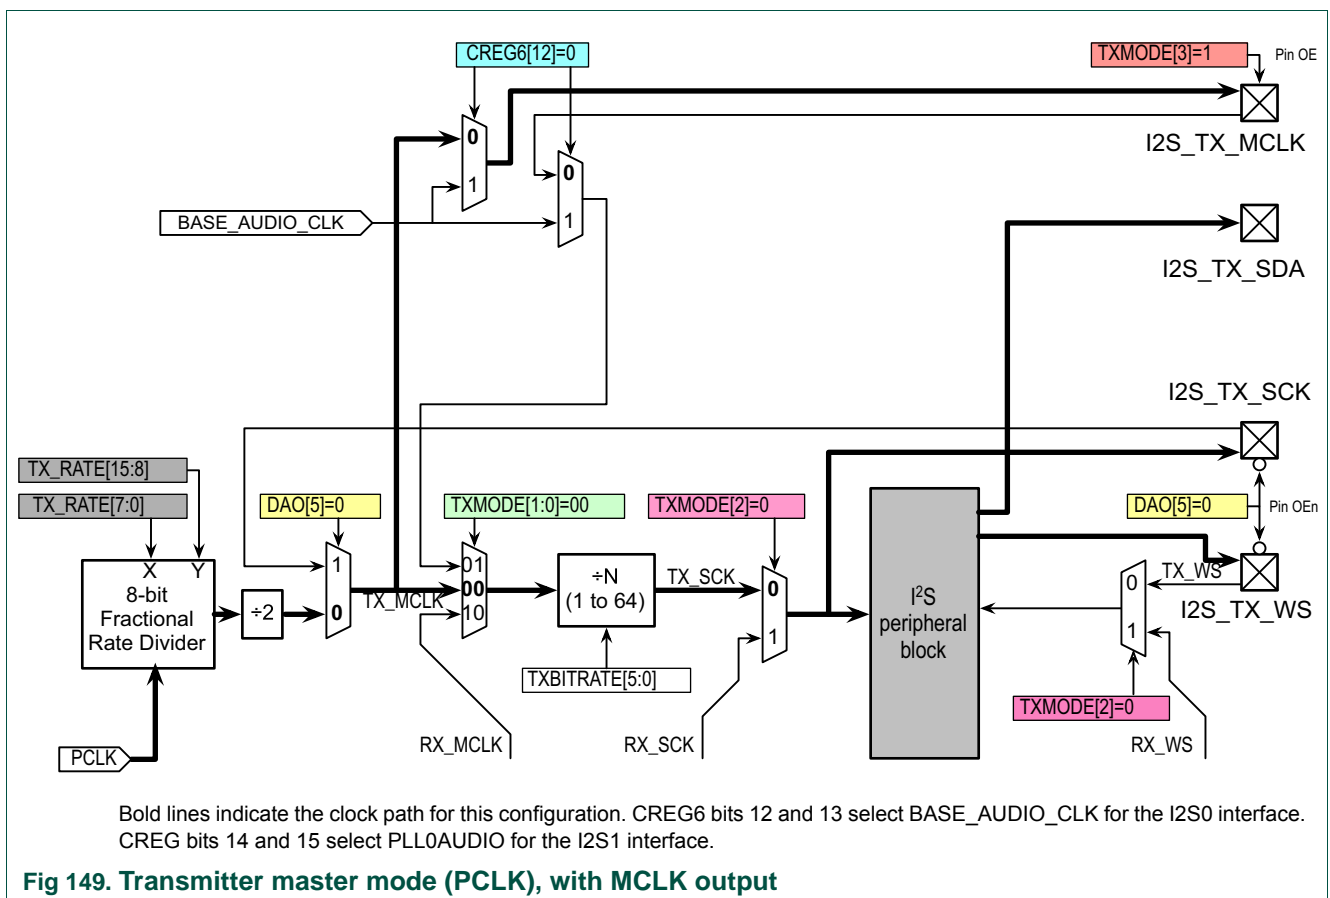 CREG6[12]=0
TXMODE[3]=1
Pin OE
0
I2S_TX_MCLK
0
1
BASE_AUDIO_CLK
1
I2S_TX_SDA
I2S_TX_SCK
TX_RATE[15:8]
TX_RATE[7:0]
DAO[5]=0
TXMODE[1:0]=00
TXMODE[2]=0
DAO[5]=0
Pin OEn
X
Y
8-bit
Fractional
Rate Divider
÷2
1
0
TX_MCLK
01
00
10
÷N
(1 to 64)
TX_SCK
0
1
I²S
peripheral
block
TX_WS
0
1
I2S_TX_WS
TXBITRATE[5:0]
TXMODE[2]=0
PCLK
RX_MCLK
RX_SCK
RX_WS
Bold lines indicate the clock path for this configuration. CREG6 bits 12 and 13 select BASE_AUDIO_CLK for the I2S0 interface.
CREG bits 14 and 15 select PLL0AUDIO for the I2S1 interface.
Fig 149. Transmitter master mode (PCLK), with MCLK output